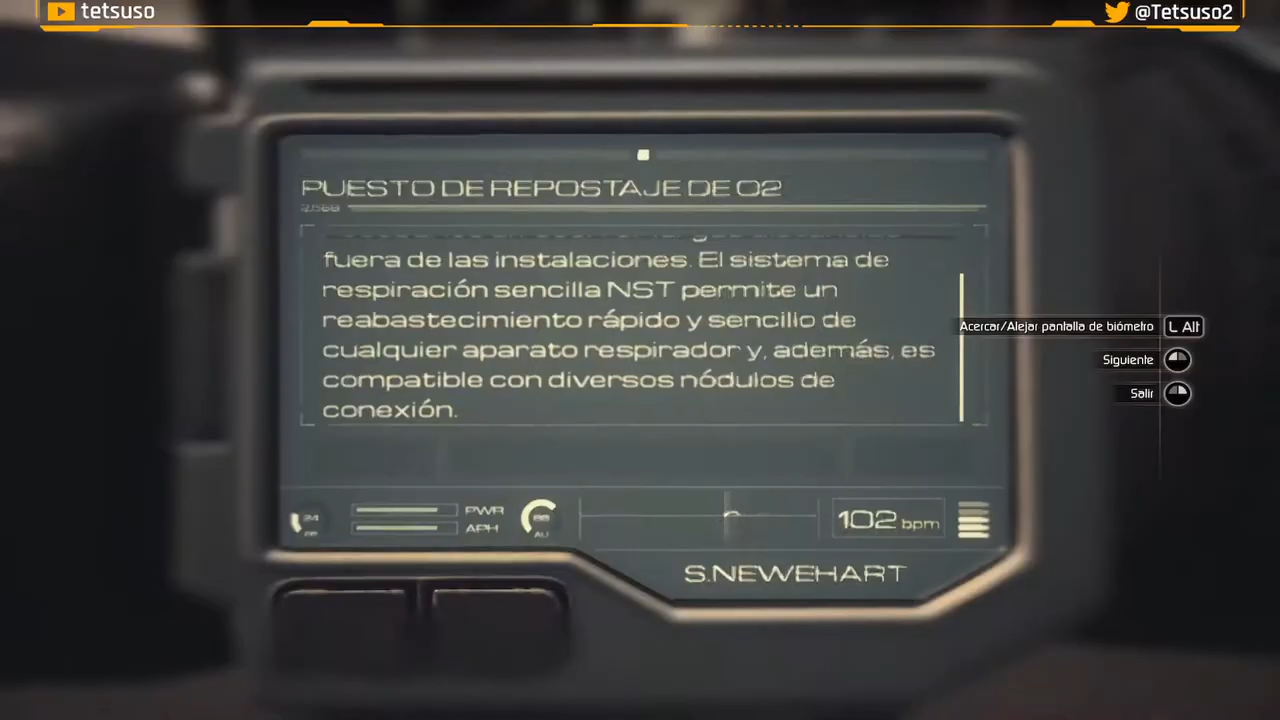 tetsuso
@Tetsuso2
PUESTO DE REPOSTAJE DE O2
fuera de las instalaciones. El sistema de
respiración sencilla NST permite un
reabastecimiento rápido y sencillo de
cualquier aparato respirador y, además, es
compatible con diversos nódulos de
conexión.
Acercar/Alejar pantalla de biómetro L Alt
Siguiente
Salir
PWR
APH
AU
102 bpm
S.NEWEHART